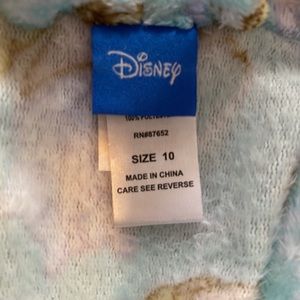 Disney
100% POLYESTER
RN#87652
SIZE 10
MADE IN CHINA
CARE SEE REVERSE